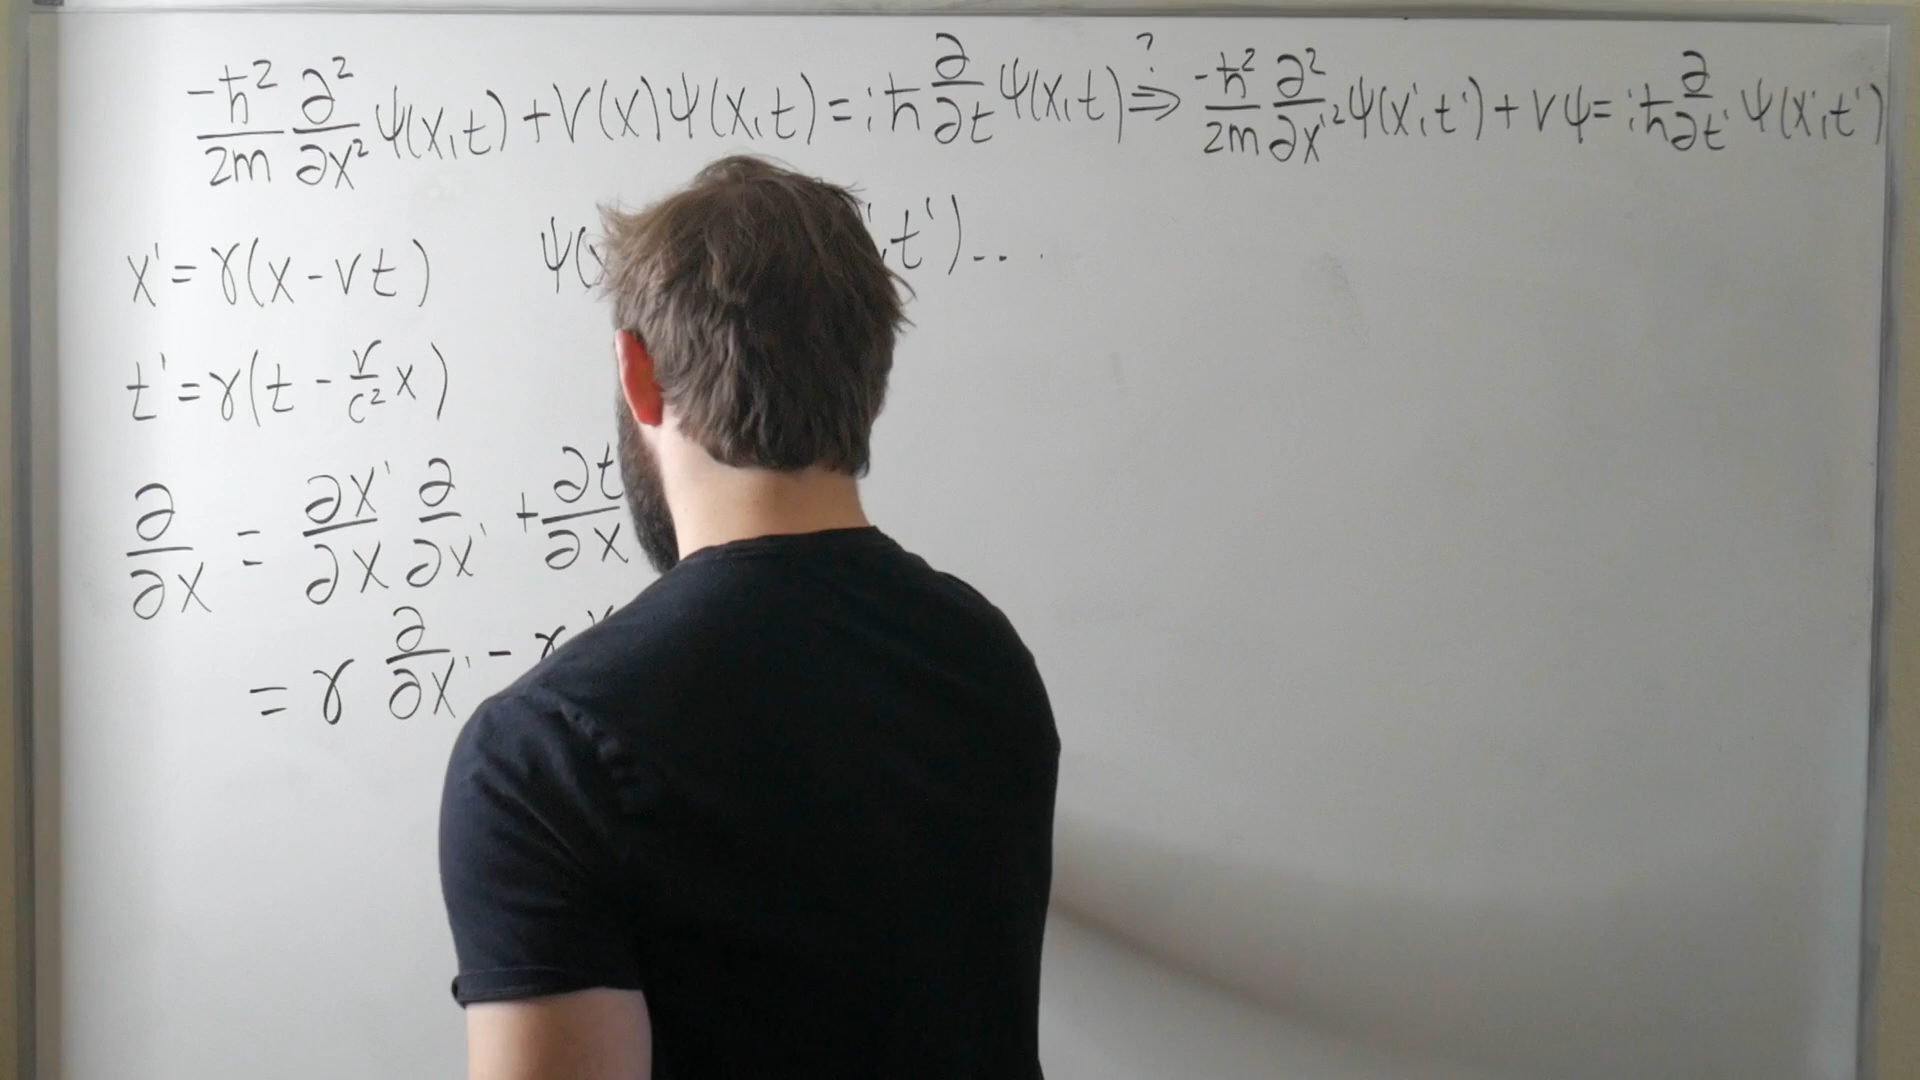 -ħ²/2m ∂²/∂x² ψ(x,t) + V(x)ψ(x,t) = iħ ∂/∂t ψ(x,t) ?⇒ -ħ²/2m ∂²/∂x'² ψ(x',t') + Vψ = iħ ∂/∂t' ψ(x',t')
x' = γ(x - vt) ψ( ,t')...
t' = γ(t - v/c² x)
∂/∂x = ∂x'/∂x ∂/∂x' + ∂t/∂x
= γ ∂/∂x' - γ